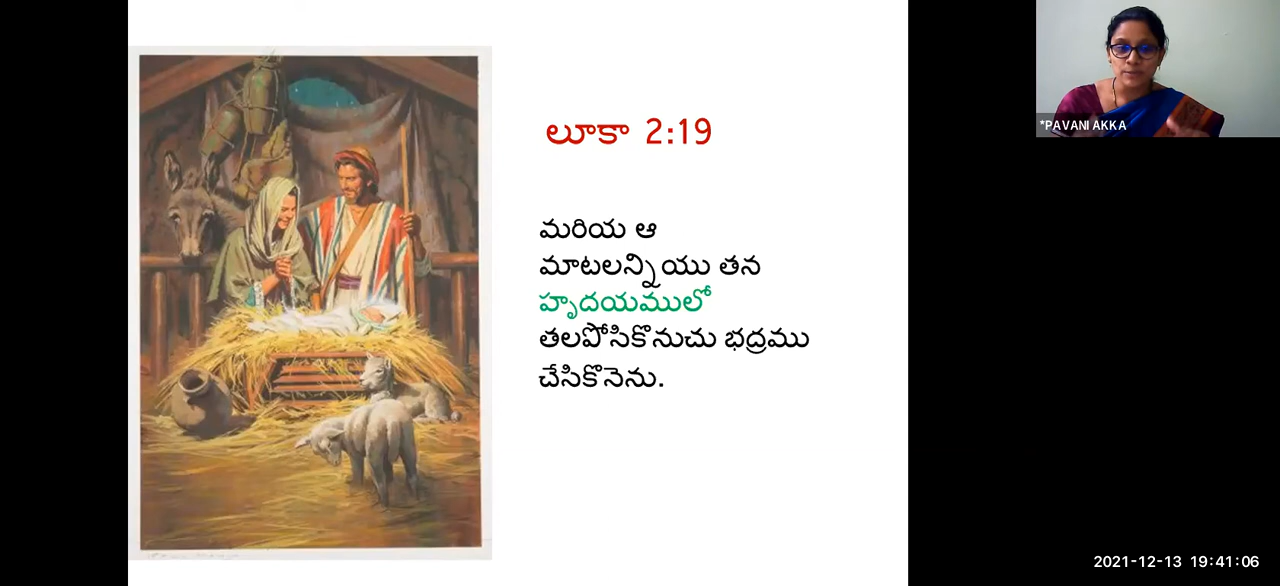 లూకా 2:19
మరియ ఆ
మాటలన్నియు తన
హృదయములో
తలపోసికొనుచు భద్రము
చేసికొనెను.
*PAVANI AKKA
2021-12-13 19:41:06